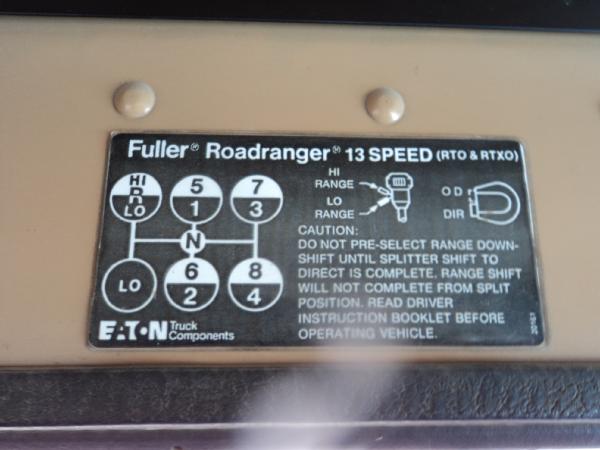 Fuller® Roadranger® 13 SPEED (RTO & RTXO)
HI
R
LO
5
1
7
3
N
LO
6
2
8
4
HI
RANGE
LO
RANGE
O D
DIR
CAUTION:
DO NOT PRE-SELECT RANGE DOWN-
SHIFT UNTIL SPLITTER SHIFT TO
DIRECT IS COMPLETE. RANGE SHIFT
WILL NOT COMPLETE FROM SPLIT
POSITION. READ DRIVER
INSTRUCTION BOOKLET BEFORE
OPERATING VEHICLE.
EATON Truck
Components